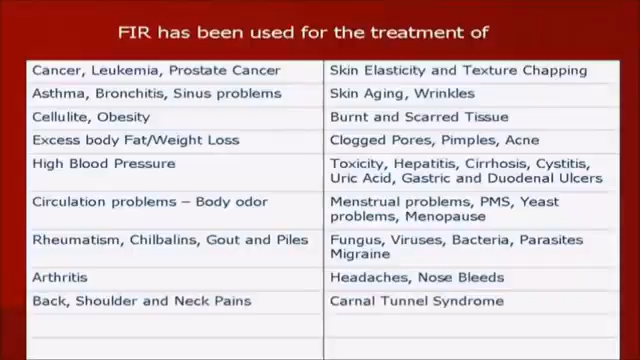 FIR has been used for the treatment of
Cancer, Leukemia, Prostate Cancer
Skin Elasticity and Texture Chapping
Asthma, Bronchitis, Sinus problems
Skin Aging, Wrinkles
Cellulite, Obesity
Burnt and Scarred Tissue
Excess body Fat/Weight Loss
Clogged Pores, Pimples, Acne
High Blood Pressure
Toxicity, Hepatitis, Cirrhosis, Cystitis,
Uric Acid, Gastric and Duodenal Ulcers
Circulation problems – Body odor
Menstrual problems, PMS, Yeast
problems, Menopause
Rheumatism, Chilbalins, Gout and Piles
Fungus, Viruses, Bacteria, Parasites
Migraine
Arthritis
Headaches, Nose Bleeds
Back, Shoulder and Neck Pains
Carnal Tunnel Syndrome